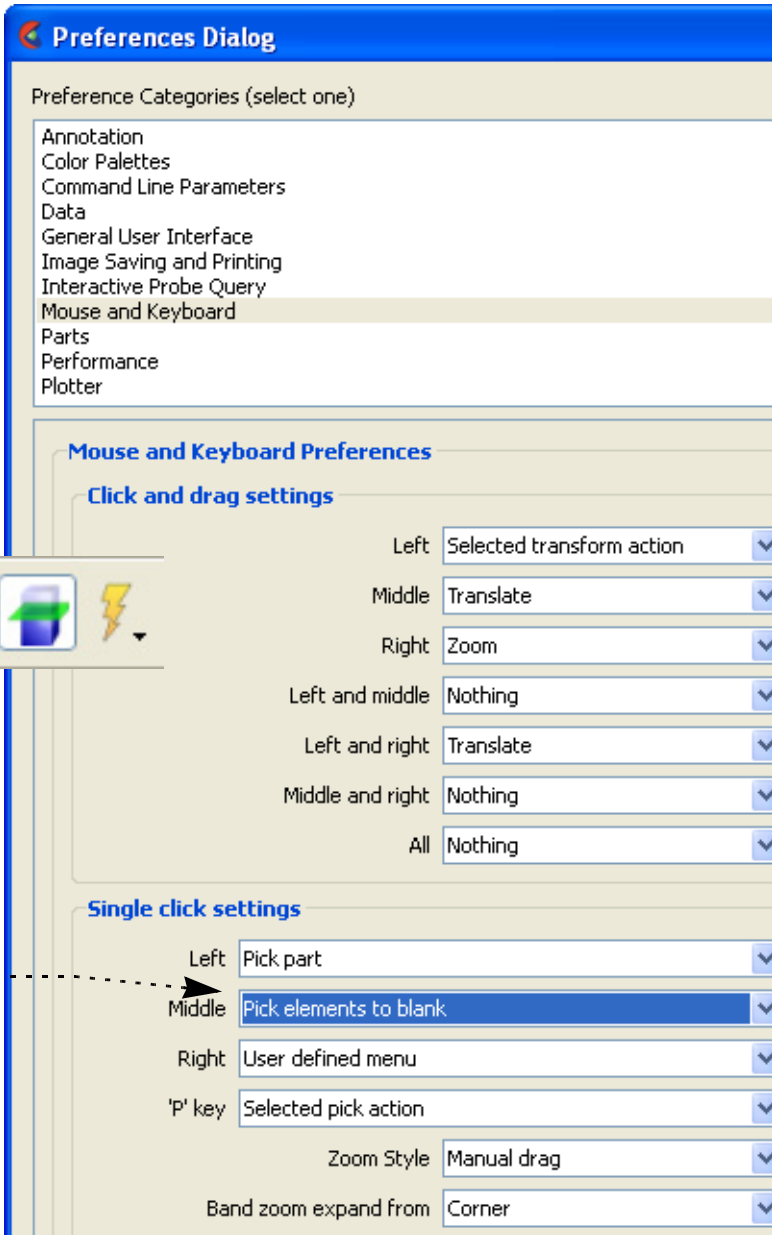 Preferences Dialog
Preference Categories (select one)
Annotation
Color Palettes
Command Line Parameters
Data
General User Interface
Image Saving and Printing
Interactive Probe Query
Mouse and Keyboard
Parts
Performance
Plotter
Mouse and Keyboard Preferences
Click and drag settings
Left Selected transform action
Middle Translate
Right Zoom
Left and middle Nothing
Left and right Translate
Middle and right Nothing
All Nothing
Single click settings
Left Pick part
Middle Pick elements to blank
Right User defined menu
'P' key Selected pick action
Zoom Style Manual drag
Band zoom expand from Corner